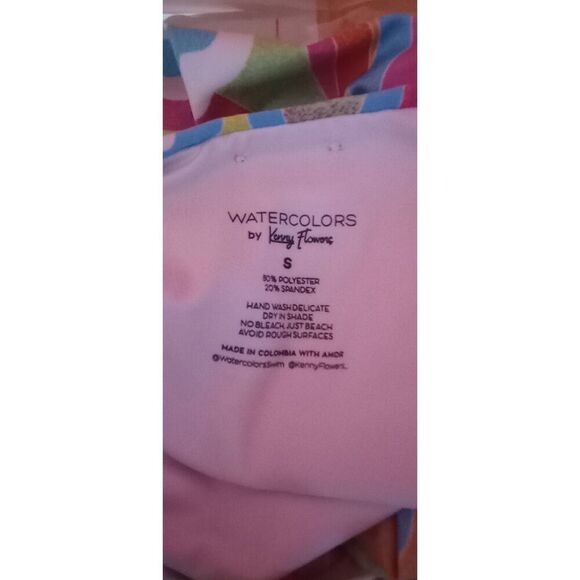 WATERCOLORS
BY Kenny Flowers
S
80% POLYESTER
20% SPANDEX
HAND WASH DELICATE
DRY IN SHADE
NO BLEACH, JUST BEACH
AVOID ROUGH SURFACES
MADE IN COLOMBIA WITH AMOR
@WatercolorsSwim @KennyFlowers_